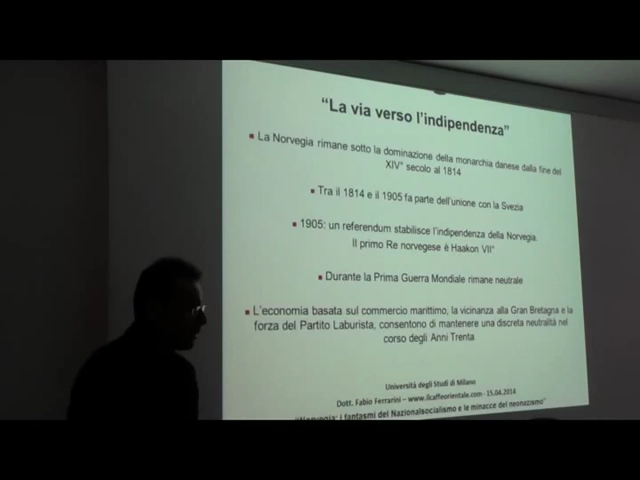 “La via verso l’indipendenza”
La Norvegia rimane sotto la dominazione della monarchia danese dalla fine del
XIV° secolo al 1814
Tra il 1814 e il 1905 fa parte dell’unione con la Svezia
1905: un referendum stabilisce l’indipendenza della Norvegia.
Il primo Re norvegese è Haakon VII°
Durante la Prima Guerra Mondiale rimane neutrale
L’economia basata sul commercio marittimo, la vicinanza alla Gran Bretagna e la
forza del Partito Laburista, consentono di mantenere una discreta neutralità nel
corso degli Anni Trenta
Università degli Studi di Milano
Dott. Fabio Ferrarini – www.ilcaffeorientale.com - 15.04.2014
“Norvegia: i fantasmi del Nazionalsocialismo e le minacce del neonazismo”